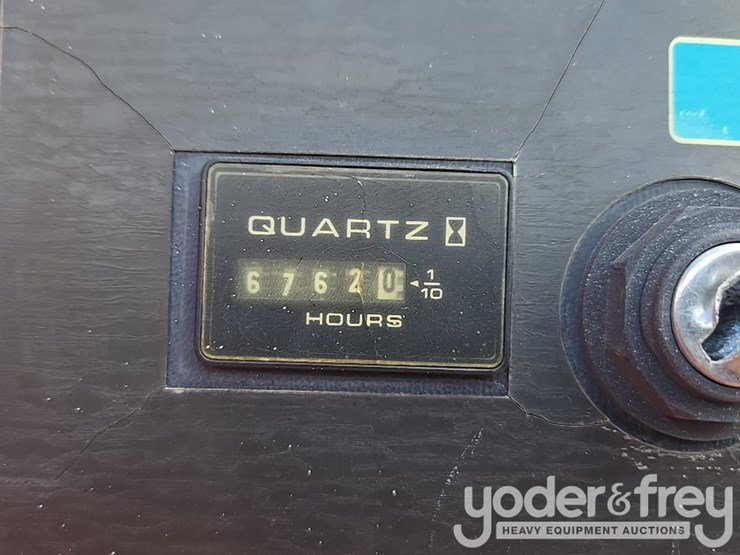 QUARTZ
67620 ◂ 1/10
HOURS
yoder&frey
HEAVY EQUIPMENT AUCTIONS